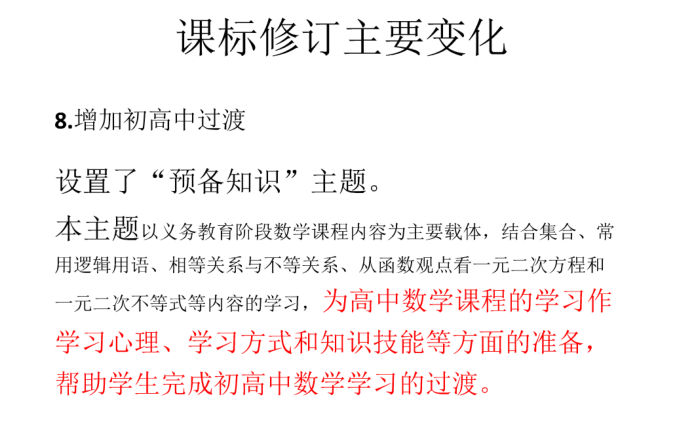 课标修订主要变化
8.增加初高中过渡
设置了“预备知识”主题。
本主题以义务教育阶段数学课程内容为主要载体，结合集合、常
用逻辑用语、相等关系与不等关系、从函数观点看一元二次方程和
一元二次不等式等内容的学习，为高中数学课程的学习作
学习心理、学习方式和知识技能等方面的准备，
帮助学生完成初高中数学学习的过渡。